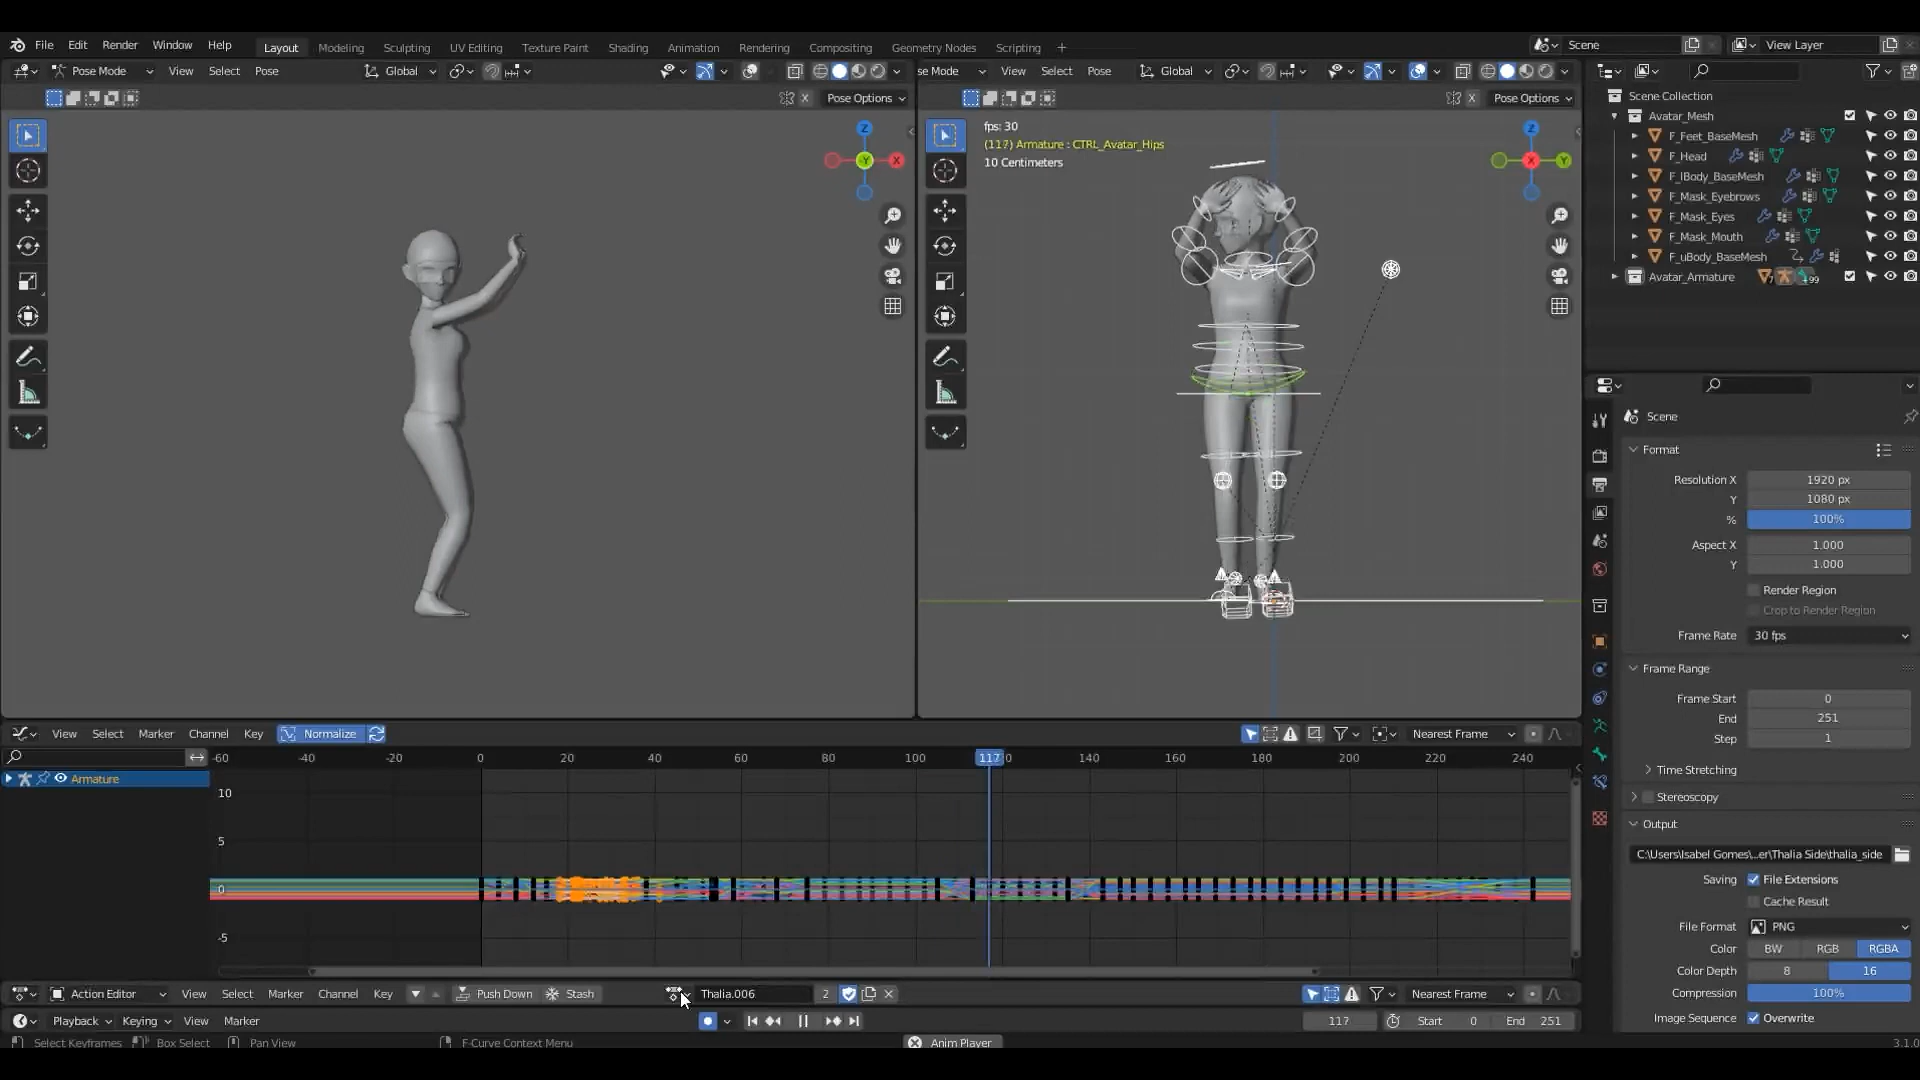 File Edit Render Window Help Layout Modeling Sculpting UV Editing Texture Paint Shading Animation Rendering Compositing Geometry Nodes Scripting + Scene View Layer
Pose Mode View Select Pose Global
se Mode View Select Pose Global
X Pose Options
X Pose Options
Z
-Y X
fps: 30
(117) Armature : CTRL_Avatar_Hips
10 Centimeters
Z
X Y
Scene Collection
Avatar_Mesh
F_Feet_BaseMesh
F_Head
F_lBody_BaseMesh
F_Mask_Eyebrows
F_Mask_Eyes
F_Mask_Mouth
F_uBody_BaseMesh
Avatar_Armature
Scene
Format
Resolution X 1920 px
Y 1080 px
% 100%
Aspect X 1.000
Y 1.000
Render Region
Crop to Render Region
Frame Rate 30 fps
Frame Range
Frame Start 0
End 251
Step 1
Time Stretching
Stereoscopy
Output
C:\Users\Isabel Gomes\...er\Thalia Side\thalia_side
Saving File Extensions
Cache Result
File Format PNG
Color BW RGB RGBA
Color Depth 8 16
Compression 100%
Image Sequence Overwrite
View Select Marker Channel Key Normalize Nearest Frame
-60 -40 -20 0 20 40 60 80 100 117 140 160 180 200 220 240
Armature
10
5
0
-5
Action Editor View Select Marker Channel Key Push Down Stash Thalia.006 2 Nearest Frame
Playback Keying View Marker 117 Start 0 End 251
Select Keyframes Box Select Pan View F-Curve Context Menu Anim Player 3.1.0